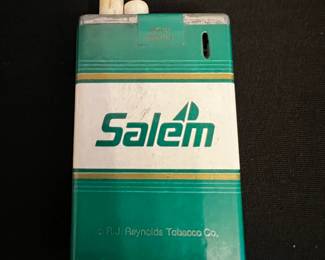 Salem
R.J. Reynolds Tobacco Co.